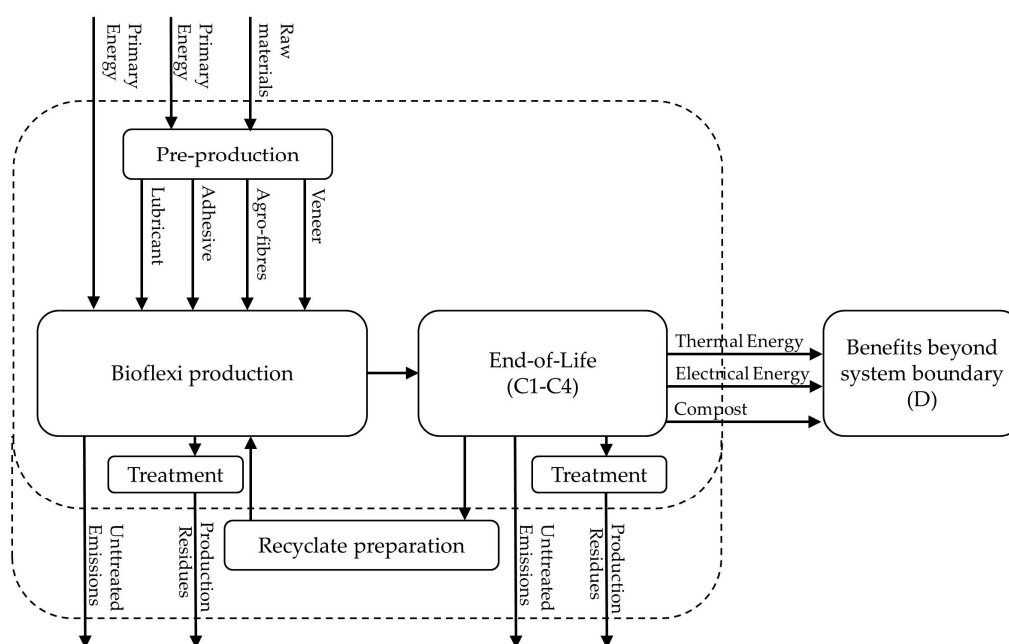 Primary
Energy
Primary
Energy
Raw
materials
Pre-production
Lubricant
Adhesive
Agro-fibres
Veneer
Bioflexi production
End-of-Life
(C1-C4)
Thermal Energy
Electrical Energy
Compost
Benefits beyond
system boundary
(D)
Treatment
Treatment
Recyclate preparation
Unttreated
Emissions
Production
Residues
Unttreated
Emissions
Production
Residues